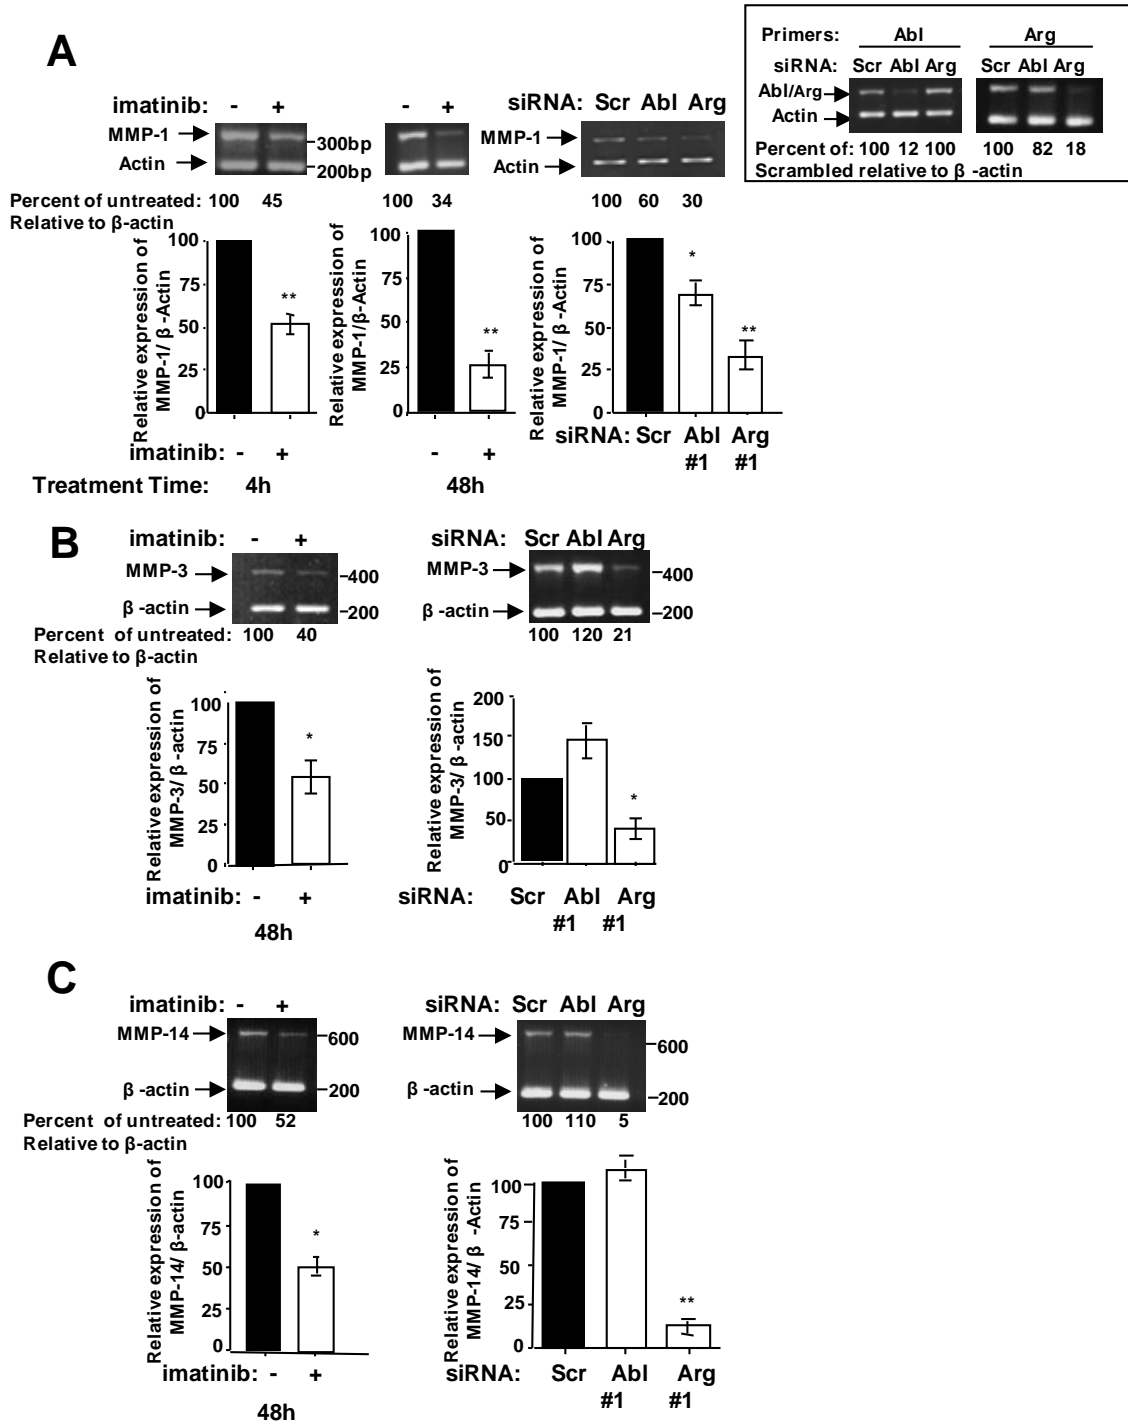 A
imatinib: - +
MMP-1
Actin
300bp
200bp
- +
siRNA: Scr Abl Arg
MMP-1
Actin
Primers: Abl Arg
siRNA: Scr Abl Arg Scr Abl Arg
Abl/Arg
Actin
Percent of: 100 12 100 100 82 18
Scrambled relative to β -actin
Percent of untreated: 100 45 100 34 100 60 30
Relative to β-actin
Relative expression of
MMP-1/ β -Actin
100
75
50
25
0
**
imatinib: - +
Relative expression of
MMP-1/β-Actin
100
75
50
25
0
**
- +
Relative expression of
MMP-1/ β -Actin
100
75
50
25
0
*
**
siRNA: Scr Abl Arg
#1 #1
Treatment Time: 4h 48h
B
imatinib: - +
MMP-3
β -actin
-400
-200
siRNA: Scr Abl Arg
MMP-3
β -actin
-400
-200
Percent of untreated: 100 40 100 120 21
Relative to β-actin
Relative expression of
MMP-3/ β -actin
100
75
50
25
0
*
imatinib: - +
48h
Relative expression of
MMP-3/ β -actin
200
150
100
50
0
*
siRNA: Scr Abl Arg
#1 #1
C
imatinib: - +
MMP-14
β -actin
-600
-200
siRNA: Scr Abl Arg
MMP-14
β -actin
600
-200
Percent of untreated: 100 52 100 110 5
Relative to β-actin
Relative expression of
MMP-14/ β-actin
100
75
50
25
0
*
imatinib: - +
48h
Relative expression of
MMP-14/ β -Actin
100
75
50
25
0
**
siRNA: Scr Abl Arg
#1 #1